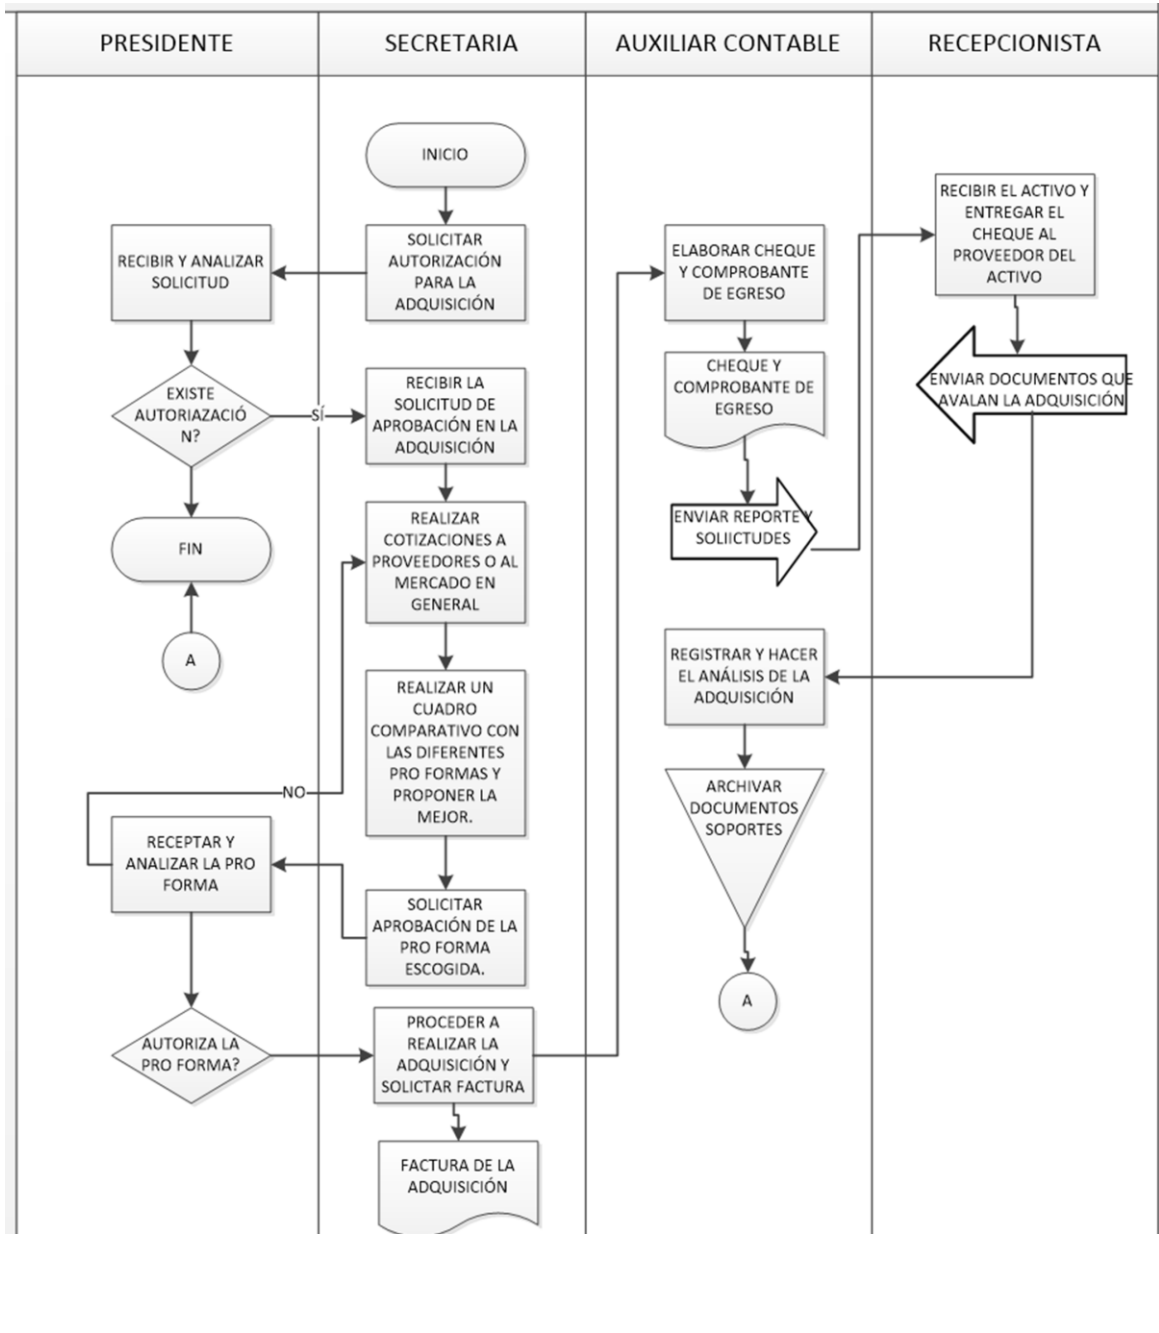 PRESIDENTE
SECRETARIA
AUXILIAR CONTABLE
RECEPCIONISTA
INICIO
SOLICITAR
AUTORIZACIÓN
PARA LA
ADQUISICIÓN
RECIBIR Y ANALIZAR
SOLICITUD
EXISTE
AUTORIAZACIÓ
N?
SÍ
FIN
A
RECIBIR LA
SOLICITUD DE
APROBACIÓN EN LA
ADQUISICIÓN
REALIZAR
COTIZACIONES A
PROVEEDORES O AL
MERCADO EN
GENERAL
REALIZAR UN
CUADRO
COMPARATIVO CON
LAS DIFERENTES
PRO FORMAS Y
PROPONER LA
MEJOR.
SOLICITAR
APROBACIÓN DE LA
PRO FORMA
ESCOGIDA.
NO
RECEPTAR Y
ANALIZAR LA PRO
FORMA
AUTORIZA LA
PRO FORMA?
PROCEDER A
REALIZAR LA
ADQUISICIÓN Y
SOLICTAR FACTURA
FACTURA DE LA
ADQUISICIÓN
ELABORAR CHEQUE
Y COMPROBANTE
DE EGRESO
CHEQUE Y
COMPROBANTE DE
EGRESO
ENVIAR REPORTE Y
SOLIICTUDES
RECIBIR EL ACTIVO Y
ENTREGAR EL
CHEQUE AL
PROVEEDOR DEL
ACTIVO
ENVIAR DOCUMENTOS QUE
AVALAN LA ADQUISICIÓN
REGISTRAR Y HACER
EL ANÁLISIS DE LA
ADQUISICIÓN
ARCHIVAR
DOCUMENTOS
SOPORTES
A